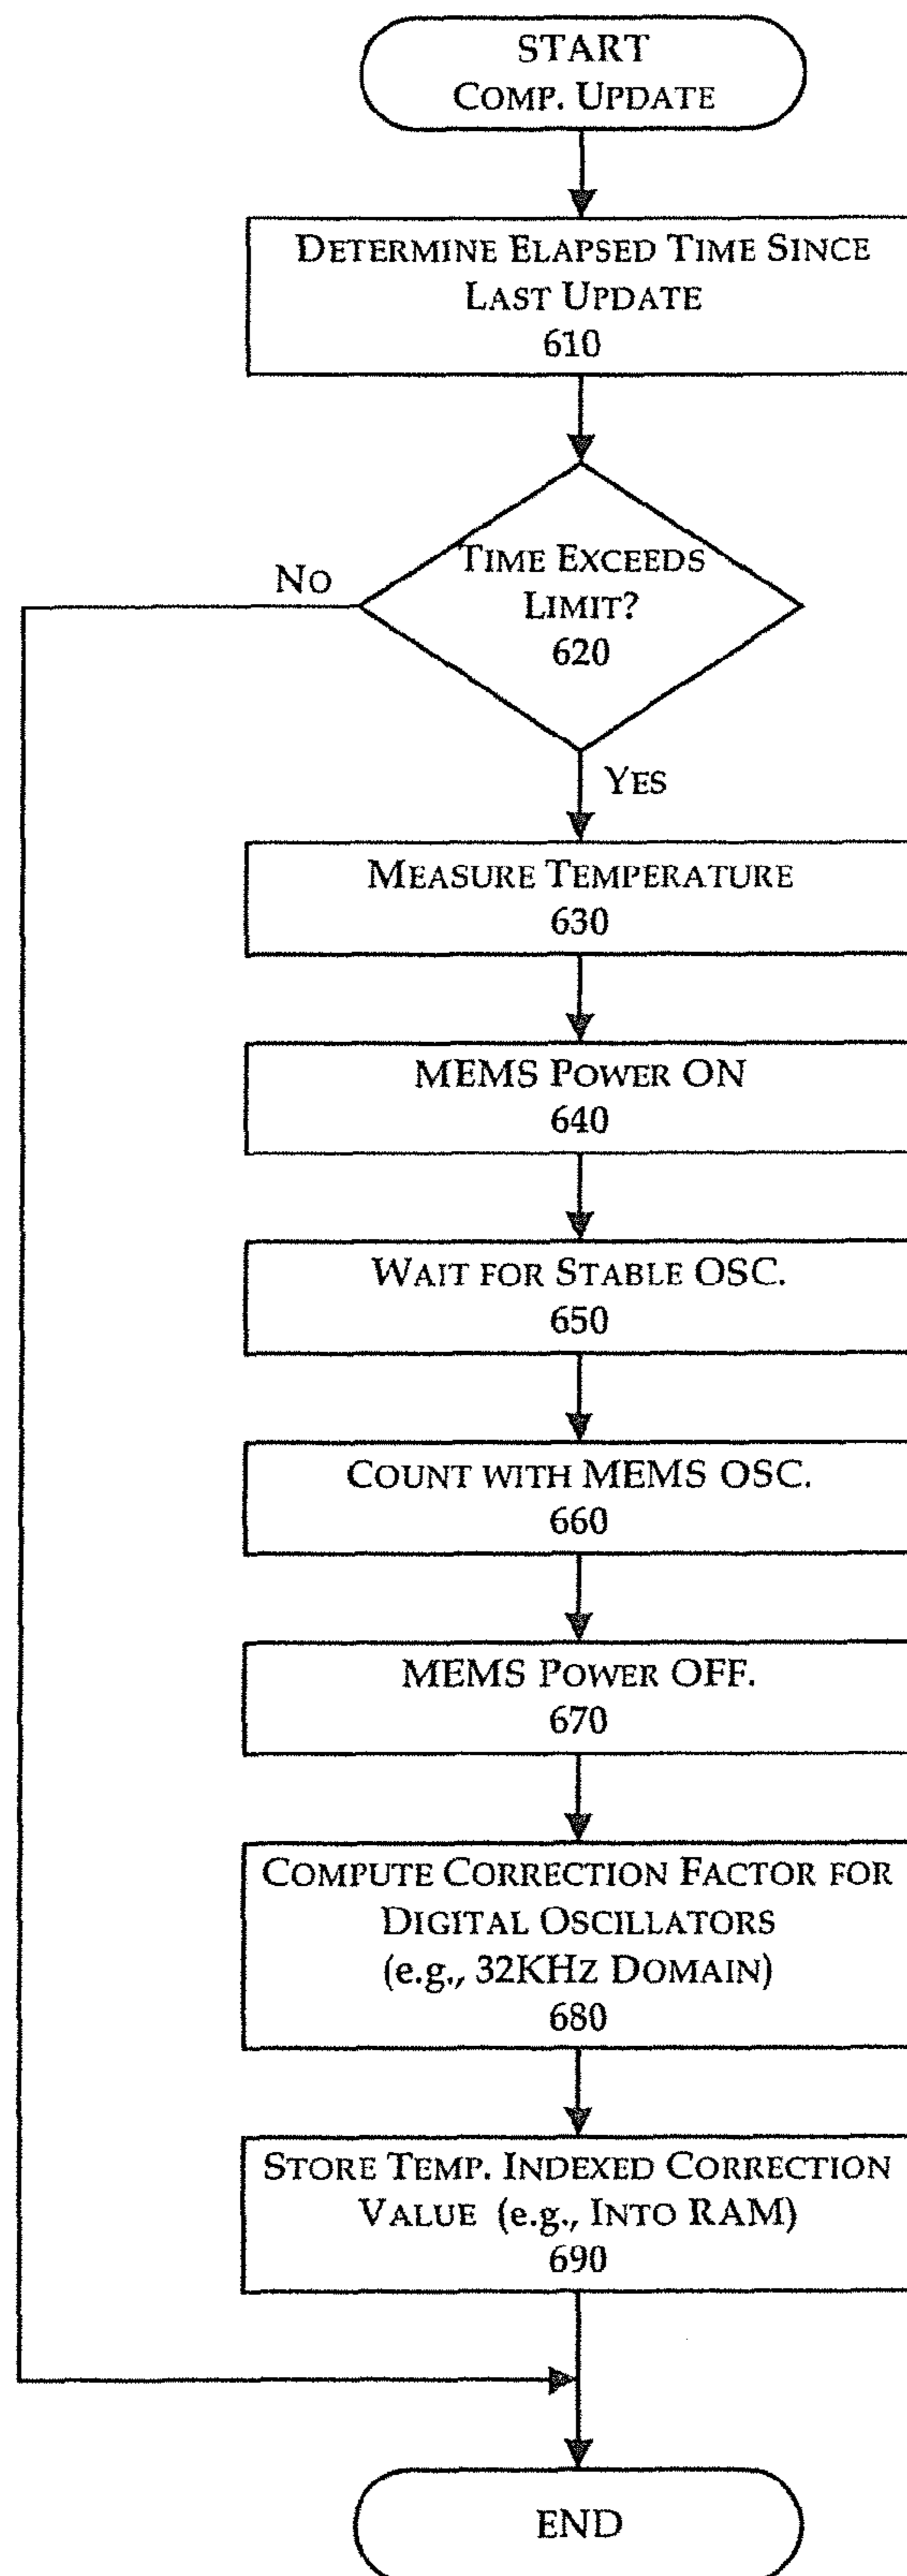 START
COMP. UPDATE
DETERMINE ELAPSED TIME SINCE
LAST UPDATE
610
TIME EXCEEDS
LIMIT?
620
NO
YES
MEASURE TEMPERATURE
630
MEMS POWER ON
640
WAIT FOR STABLE OSC.
650
COUNT WITH MEMS OSC.
660
MEMS POWER OFF.
670
COMPUTE CORRECTION FACTOR FOR
DIGITAL OSCILLATORS
(e.g., 32KHZ DOMAIN)
680
STORE TEMP. INDEXED CORRECTION
VALUE (e.g., INTO RAM)
690
END